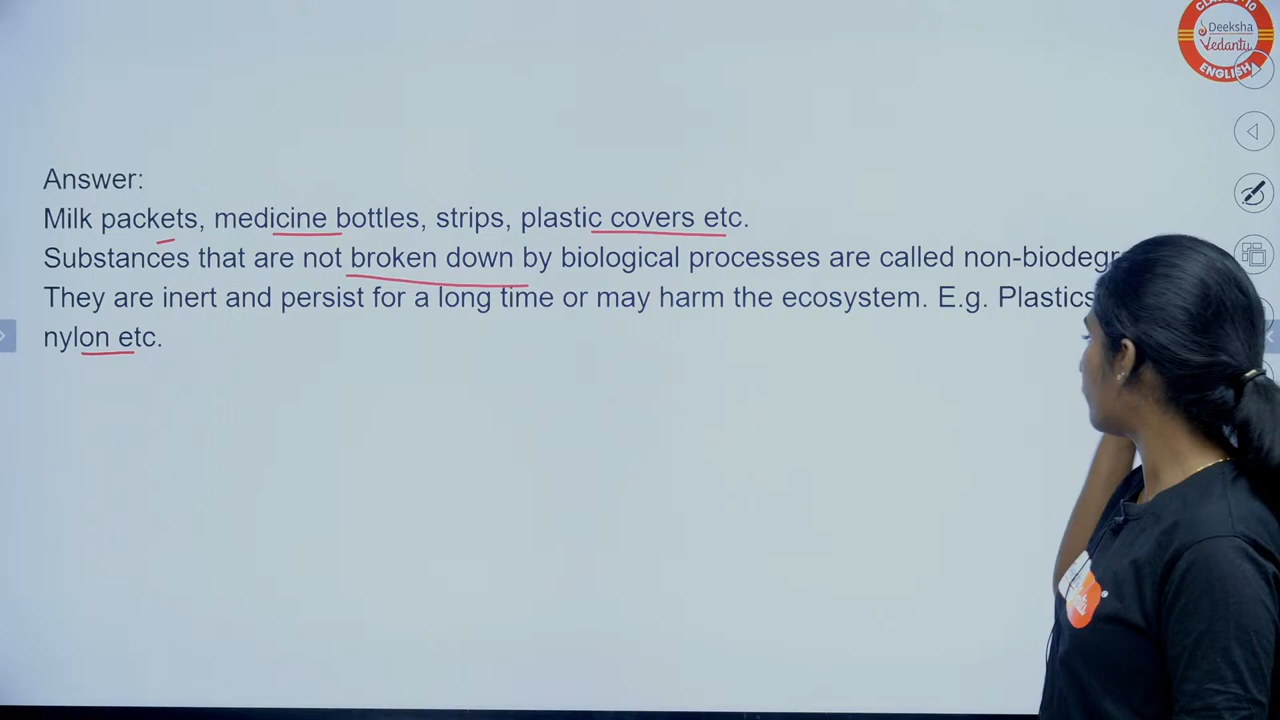 CLASS 10
Deeksha
Vedantu
ENGLISH
Answer:
Milk packets, medicine bottles, strips, plastic covers etc.
Substances that are not broken down by biological processes are called
They are inert and persist for a long time or may harm the ecosystem. E.g. Plastics
nylon etc.